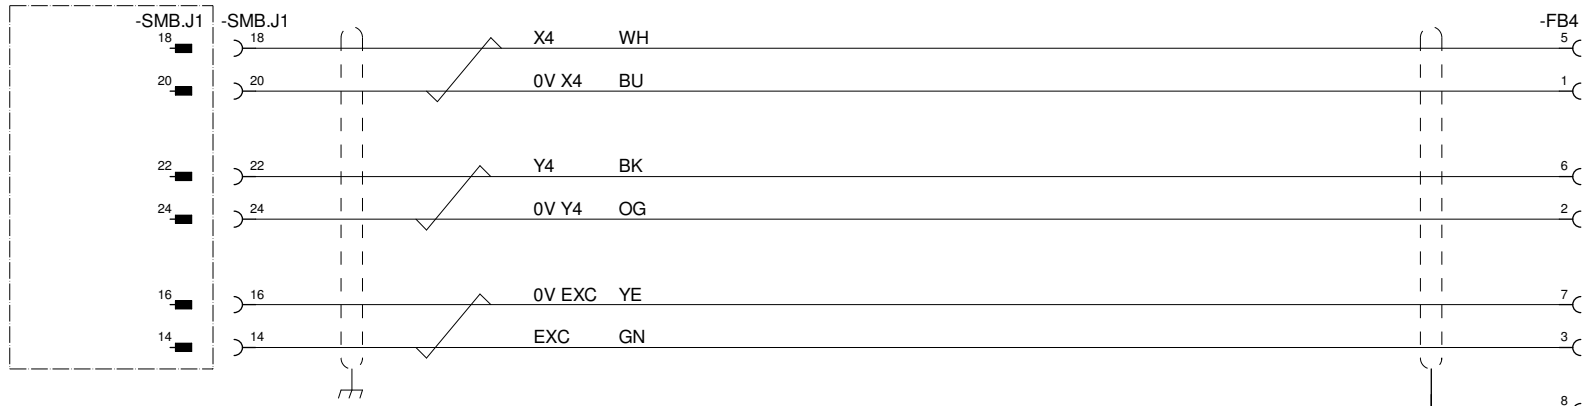 -SMB.J1 -SMB.J1 -FB4
18 18 X4 WH 5
20 20 0V X4 BU 1
22 22 Y4 BK 6
24 24 0V Y4 OG 2
16 16 0V EXC YE 7
14 14 EXC GN 3
8